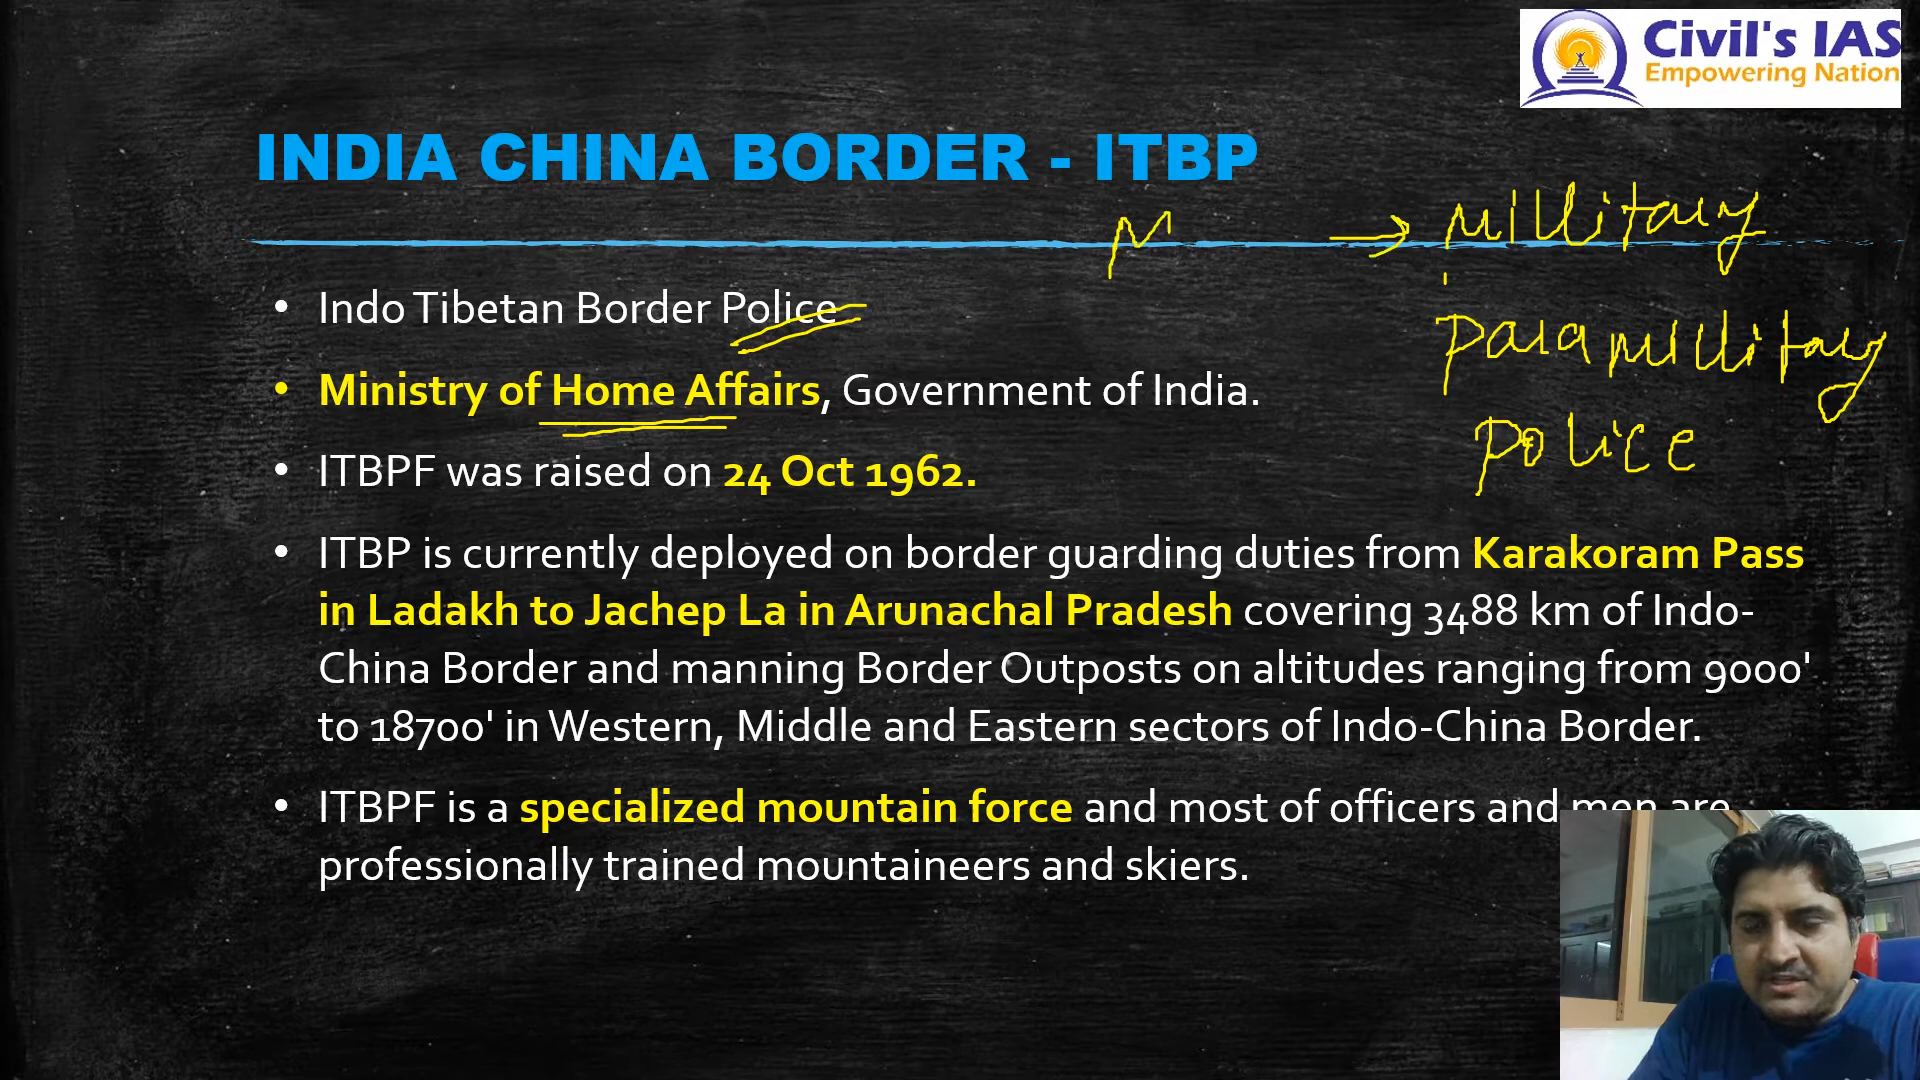 Civil's IAS
Empowering Nation
INDIA CHINA BORDER - ITBP
M → Millitary
• Indo Tibetan Border Police
Paramillitary
• Ministry of Home Affairs, Government of India.
Police
• ITBPF was raised on 24 Oct 1962.
• ITBP is currently deployed on border guarding duties from Karakoram Pass
in Ladakh to Jachep La in Arunachal Pradesh covering 3488 km of Indo-
China Border and manning Border Outposts on altitudes ranging from 9000'
to 18700' in Western, Middle and Eastern sectors of Indo-China Border.
• ITBPF is a specialized mountain force and most of officers and men are
professionally trained mountaineers and skiers.